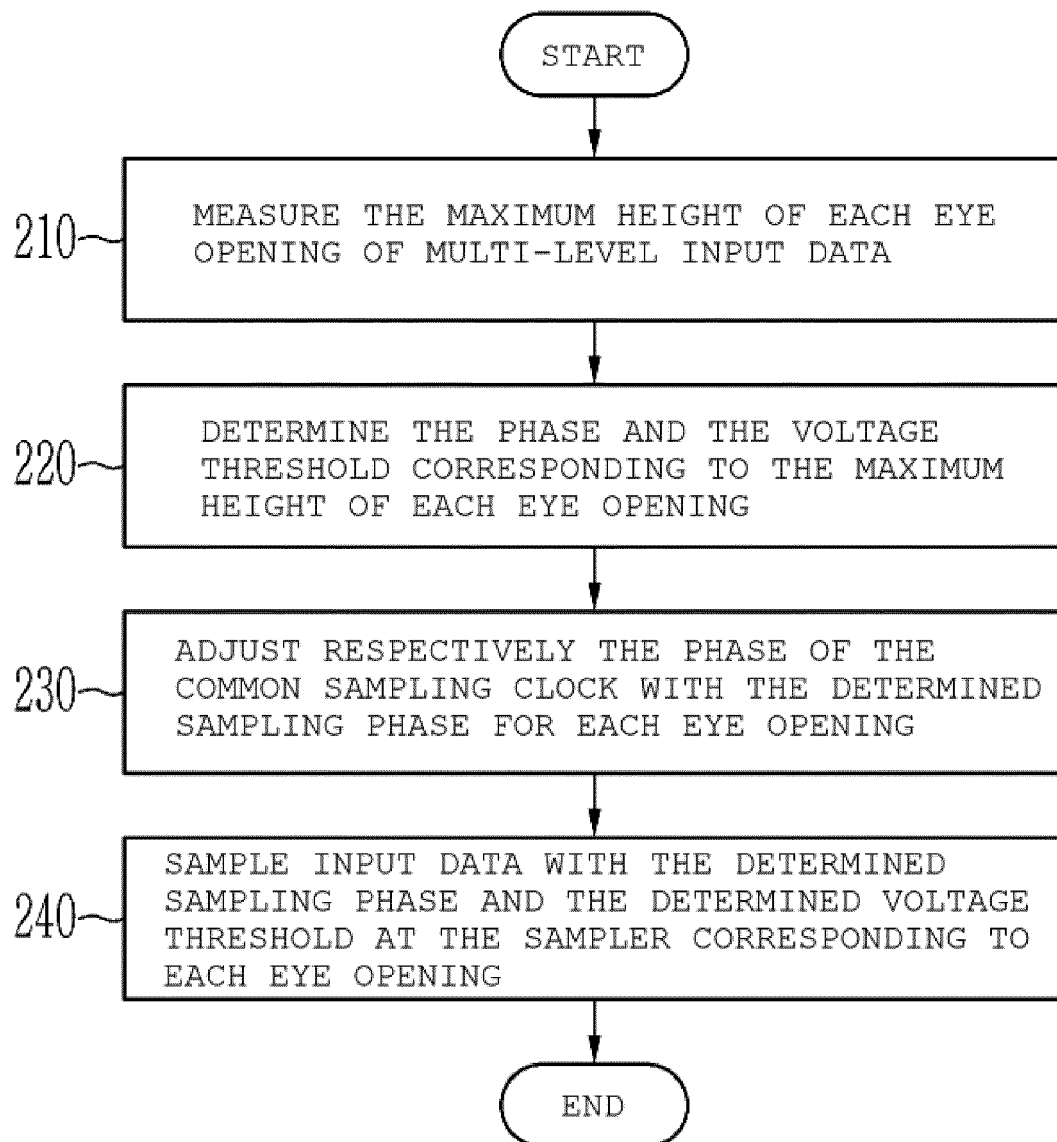 START
210
MEASURE THE MAXIMUM HEIGHT OF EACH EYE
OPENING OF MULTI-LEVEL INPUT DATA
220
DETERMINE THE PHASE AND THE VOLTAGE
THRESHOLD CORRESPONDING TO THE MAXIMUM
HEIGHT OF EACH EYE OPENING
230
ADJUST RESPECTIVELY THE PHASE OF THE
COMMON SAMPLING CLOCK WITH THE DETERMINED
SAMPLING PHASE FOR EACH EYE OPENING
240
SAMPLE INPUT DATA WITH THE DETERMINED
SAMPLING PHASE AND THE DETERMINED VOLTAGE
THRESHOLD AT THE SAMPLER CORRESPONDING TO
EACH EYE OPENING
END